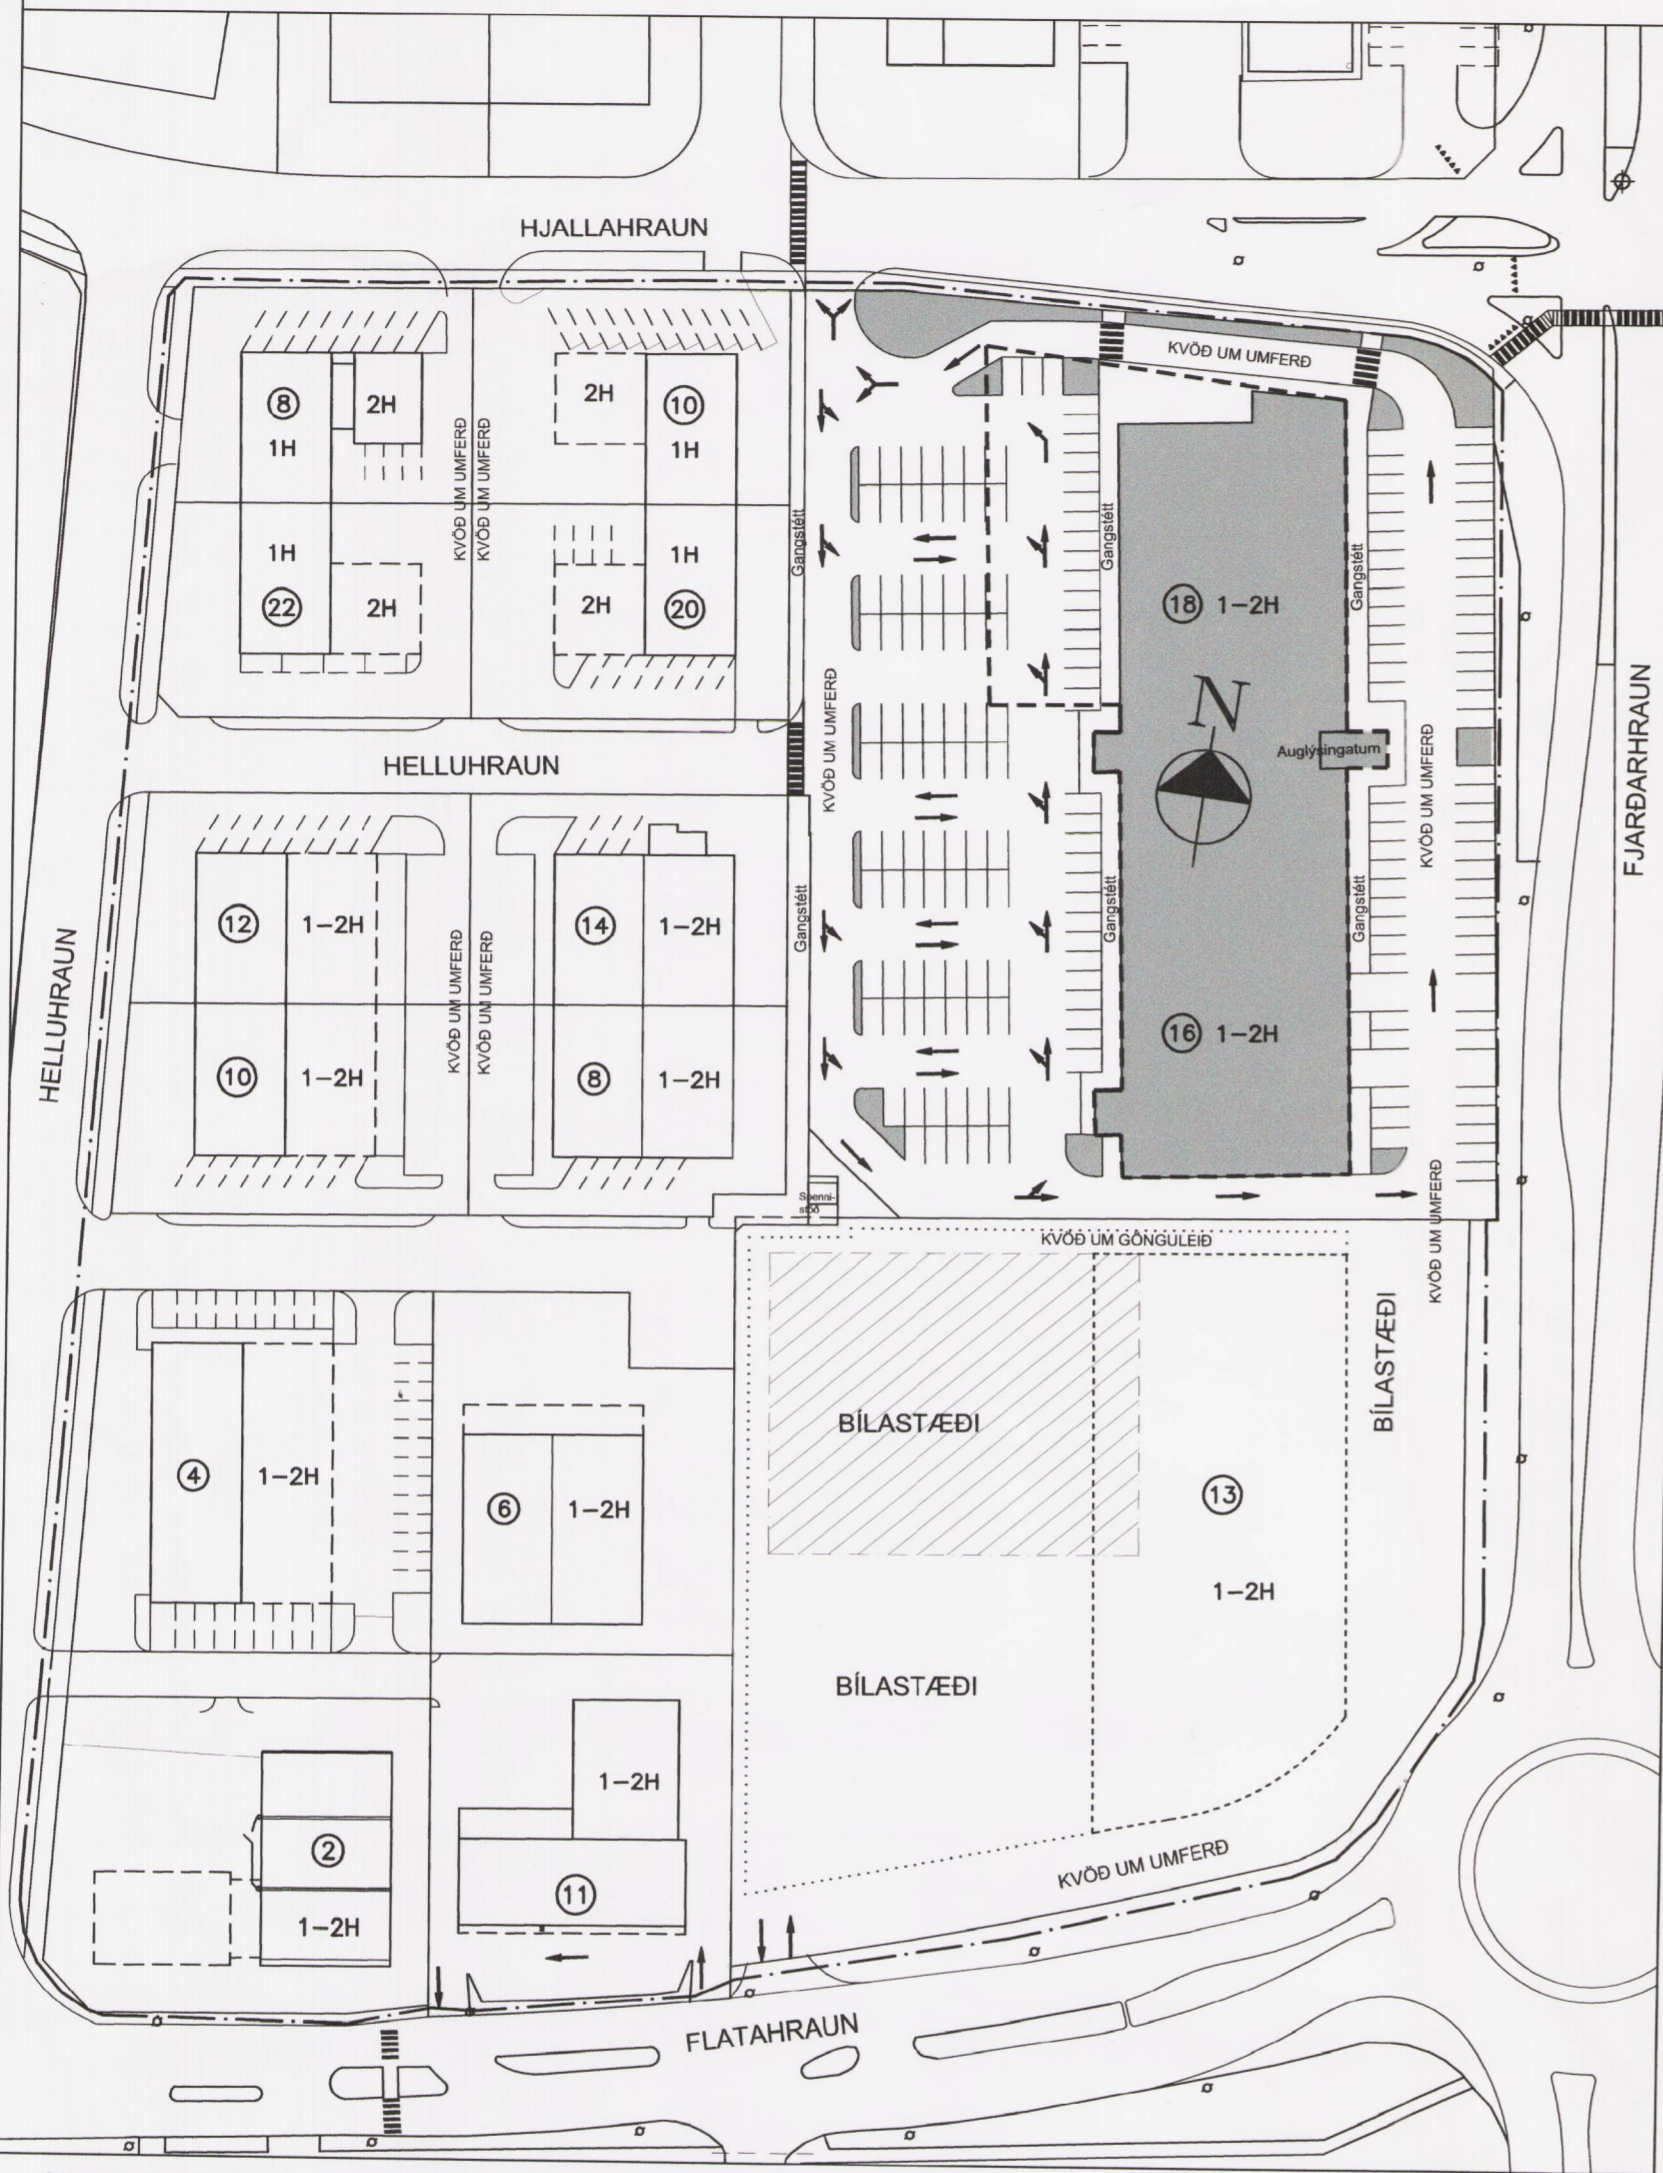 HJALLAHRAUN
KVÖÐ UM UMFERÐ
8
2H
1H
2H
10
1H
KVÖÐ UM UMFERÐ
KVÖÐ UM UMFERÐ
Gangstétt
Gangstétt
Gangstétt
1H
22
2H
2H
1H
20
18 1-2H
KVÖÐ UM UMFERÐ
N
Auglýsingaturn
KVÖÐ UM UMFERÐ
FJARÐARHRAUN
HELLUHRAUN
12
1-2H
14
1-2H
Gangstétt
Gangstétt
Gangstétt
HELLUHRAUN
KVÖÐ UM UMFERÐ
KVÖÐ UM UMFERÐ
10
1-2H
8
1-2H
16 1-2H
Spenni-
stöð
KVÖÐ UM GÖNGULEIÐ
KVÖÐ UM UMFERÐ
BÍLASTÆÐI
BÍLASTÆÐI
4
1-2H
6
1-2H
13
1-2H
BÍLASTÆÐI
1-2H
2
1-2H
11
KVÖÐ UM UMFERÐ
FLATAHRAUN